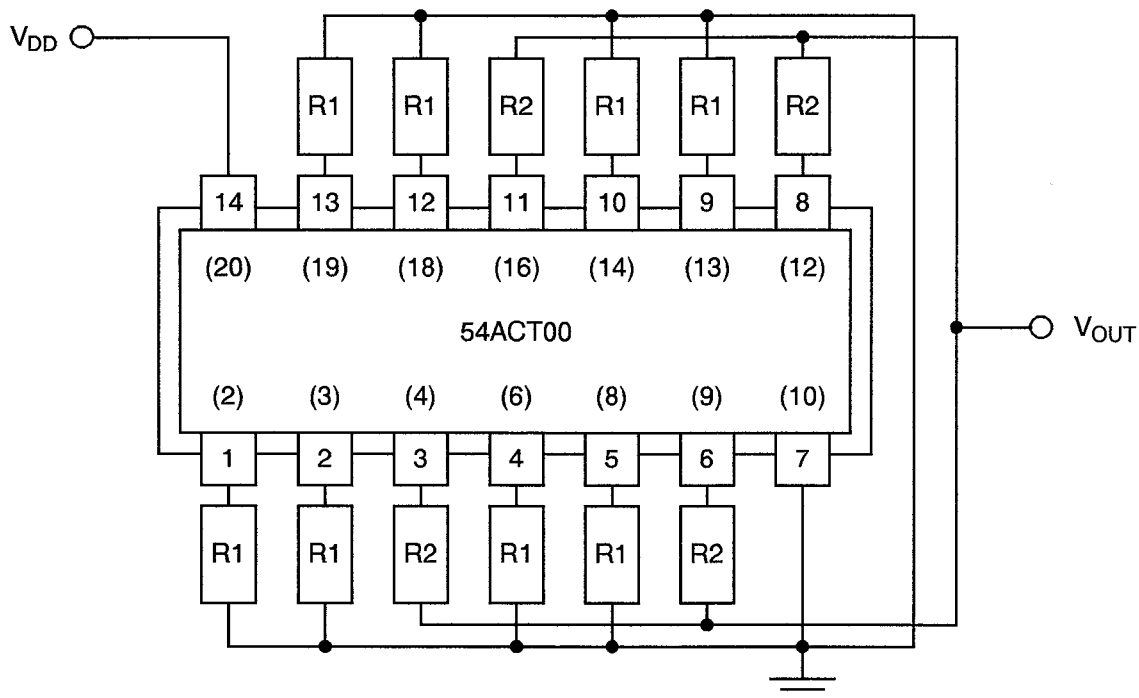 V_DD
R1 R1 R2 R1 R1 R2
14 13 12 11 10 9 8
(20) (19) (18) (16) (14) (13) (12)
54ACT00
V_OUT
(2) (3) (4) (6) (8) (9) (10)
1 2 3 4 5 6 7
R1 R1 R2 R1 R1 R2